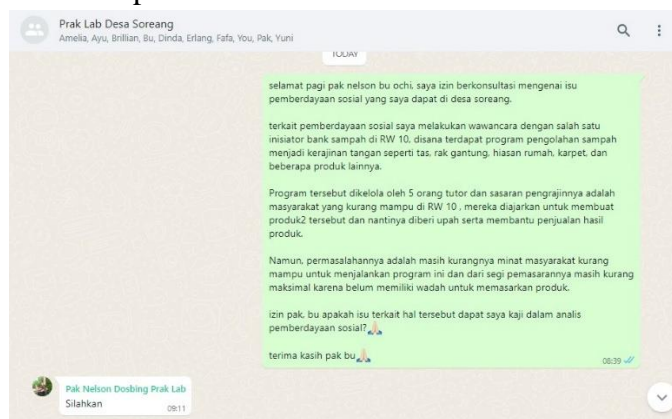 Prak Lab Desa Soreang
Amelia, Ayu, Brillian, Bu, Dinda, Erlang, Fafa, You, Pak, Yuni
TODAY
selamat pagi pak nelson bu ochi, saya izin berkonsultasi mengenai isu
pemberdayaan sosial yang saya dapat di desa soreang.
terkait pemberdayaan sosial saya melakukan wawancara dengan salah satu
inisiator bank sampah di RW 10, disana terdapat program pengolahan sampah
menjadi kerajinan tangan seperti tas, rak gantung, hiasan rumah, karpet, dan
beberapa produk lainnya.
Program tersebut dikelola oleh 5 orang tutor dan sasaran pengrajinnya adalah
masyarakat yang kurang mampu di RW 10 , mereka diajarkan untuk membuat
produk2 tersebut dan nantinya diberi upah serta membantu penjualan hasil
produk.
Namun, permasalahannya adalah masih kurangnya minat masyarakat kurang
mampu untuk menjalankan program ini dan dari segi pemasarannya masih kurang
maksimal karena belum memiliki wadah untuk memasarkan produk.
izin pak, bu apakah isu terkait hal tersebut dapat saya kaji dalam analis
pemberdayaan sosial?🙏🏻
terima kasih pak bu🙏🏻
08:39
Pak Nelson Dosbing Prak Lab
Silahkan
09:11